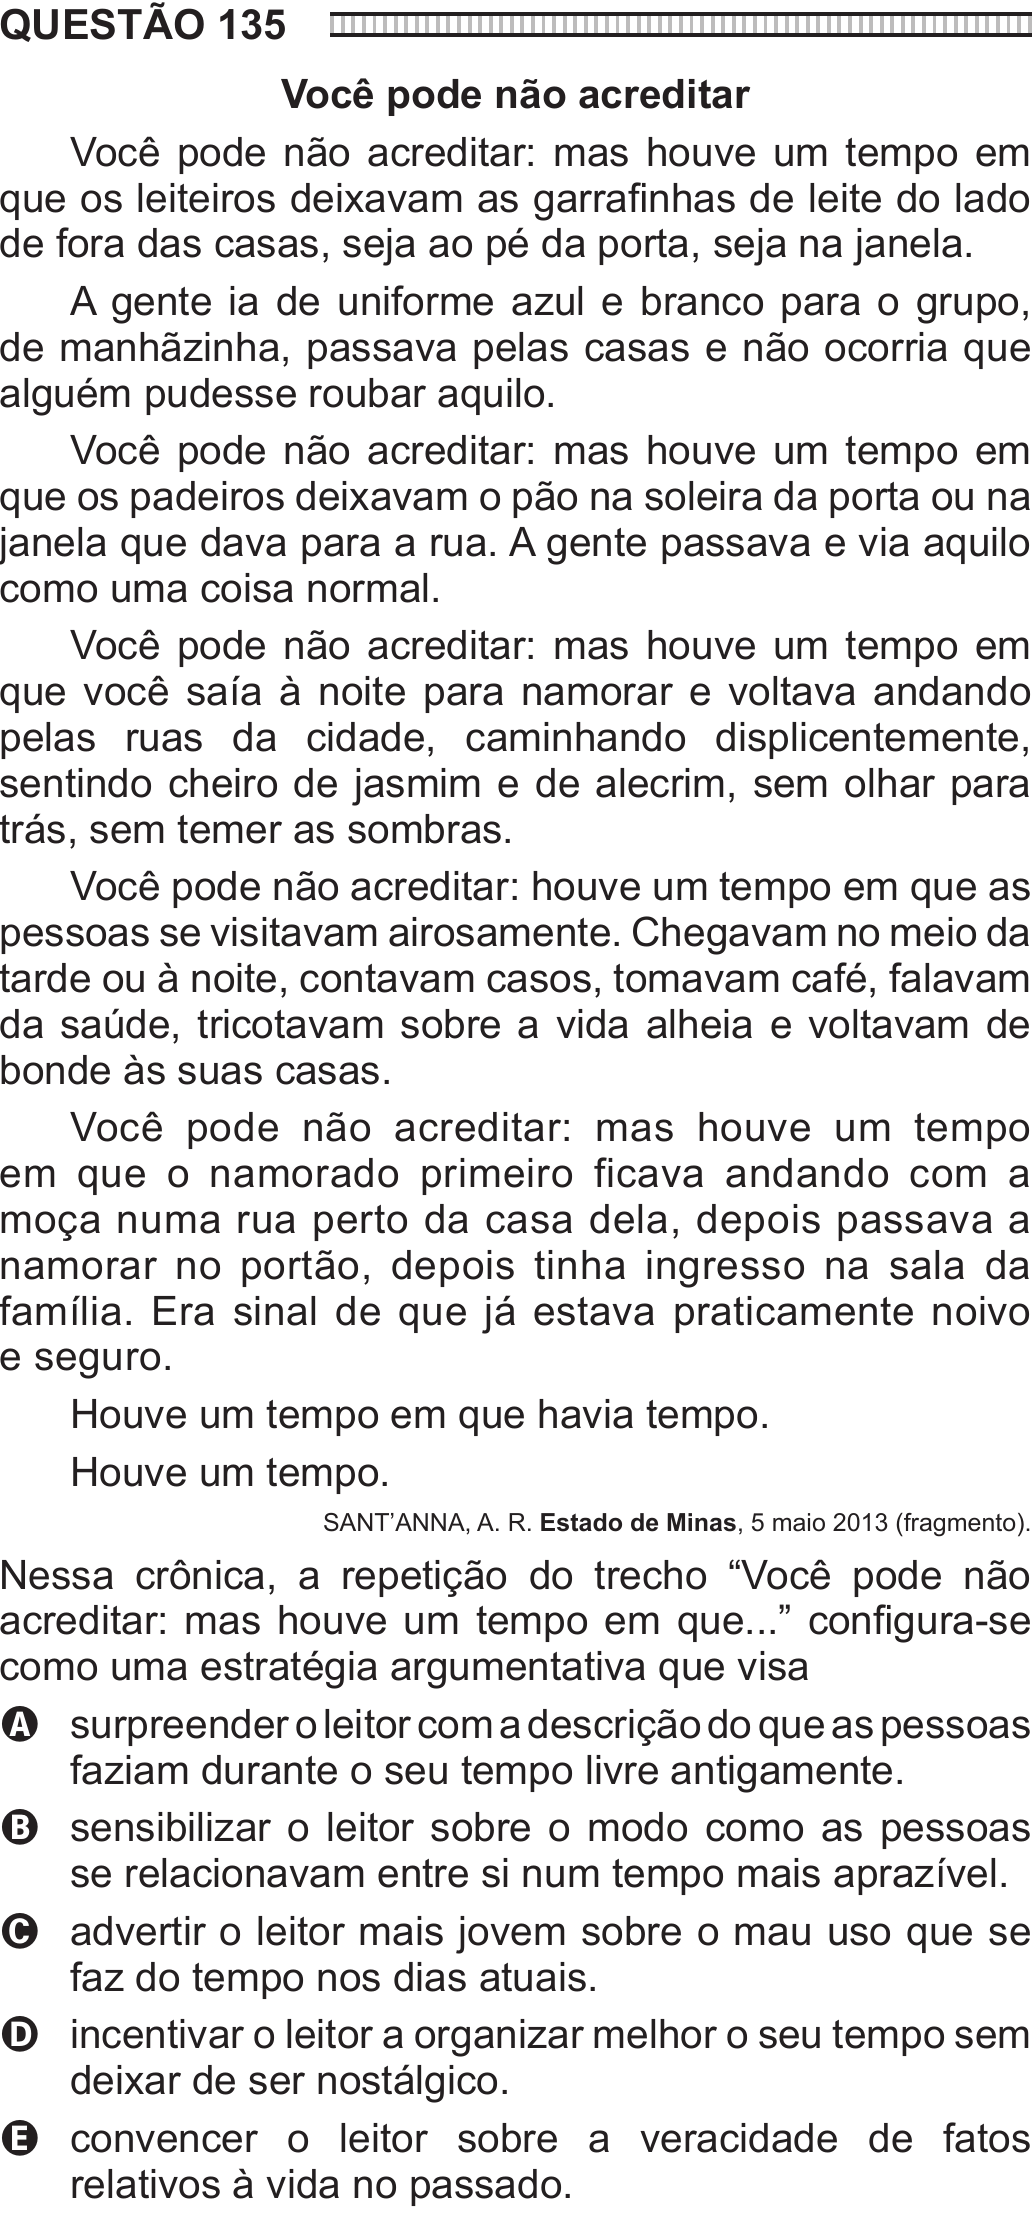 QUESTÃO 135
Você pode não acreditar
Você pode não acreditar: mas houve um tempo em
que os leiteiros deixavam as garrafinhas de leite do lado
de fora das casas, seja ao pé da porta, seja na janela.
A gente ia de uniforme azul e branco para o grupo,
de manhãzinha, passava pelas casas e não ocorria que
alguém pudesse roubar aquilo.
Você pode não acreditar: mas houve um tempo em
que os padeiros deixavam o pão na soleira da porta ou na
janela que dava para a rua. A gente passava e via aquilo
como uma coisa normal.
Você pode não acreditar: mas houve um tempo em
que você saía à noite para namorar e voltava andando
pelas ruas da cidade, caminhando displicentemente,
sentindo cheiro de jasmim e de alecrim, sem olhar para
trás, sem temer as sombras.
Você pode não acreditar: houve um tempo em que as
pessoas se visitavam airosamente. Chegavam no meio da
tarde ou à noite, contavam casos, tomavam café, falavam
da saúde, tricotavam sobre a vida alheia e voltavam de
bonde às suas casas.
Você pode não acreditar: mas houve um tempo
em que o namorado primeiro ficava andando com a
moça numa rua perto da casa dela, depois passava a
namorar no portão, depois tinha ingresso na sala da
família. Era sinal de que já estava praticamente noivo
e seguro.
Houve um tempo em que havia tempo.
Houve um tempo.
SANT’ANNA, A. R. Estado de Minas, 5 maio 2013 (fragmento).
Nessa crônica, a repetição do trecho “Você pode não
acreditar: mas houve um tempo em que...” configura-se
como uma estratégia argumentativa que visa
A surpreender o leitor com a descrição do que as pessoas
faziam durante o seu tempo livre antigamente.
B sensibilizar o leitor sobre o modo como as pessoas
se relacionavam entre si num tempo mais aprazível.
C advertir o leitor mais jovem sobre o mau uso que se
faz do tempo nos dias atuais.
D incentivar o leitor a organizar melhor o seu tempo sem
deixar de ser nostálgico.
E convencer o leitor sobre a veracidade de fatos
relativos à vida no passado.